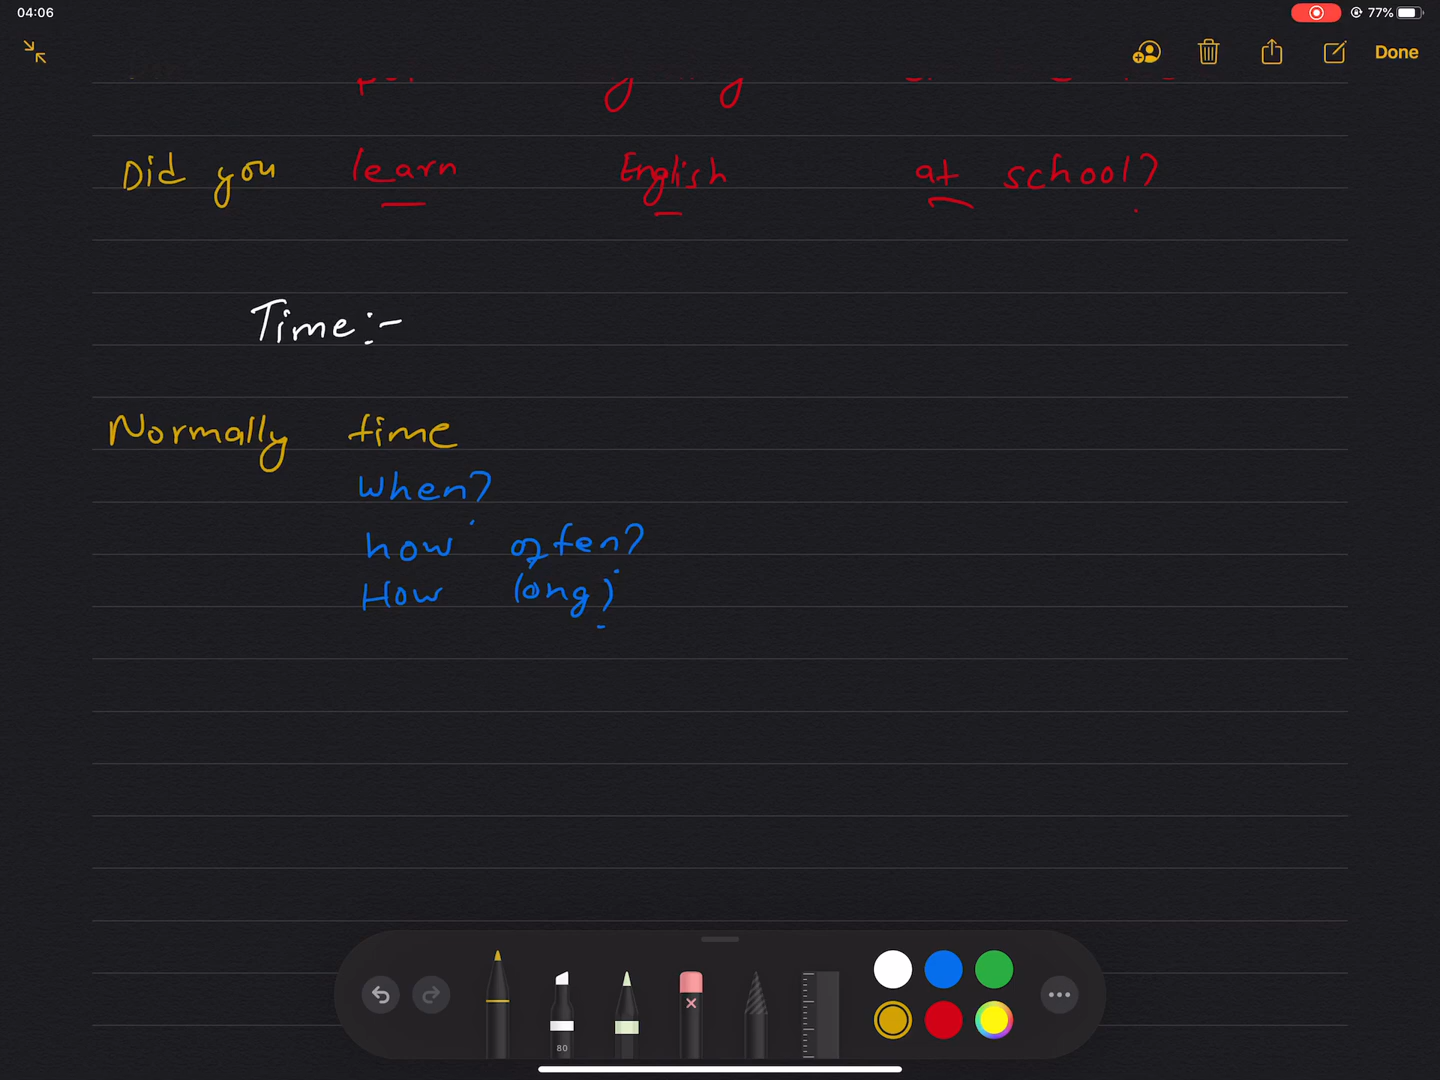 04:06
77%
Done
Did you learn English at school?
Time:-
Normally time
When?
how often?
How long?
80